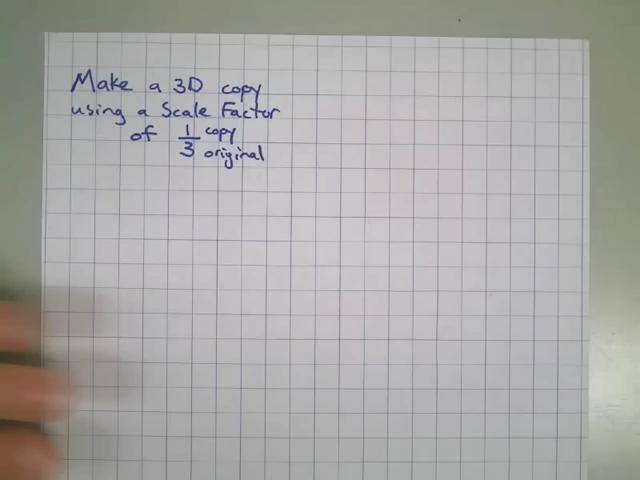 Make a 3D copy
using a Scale Factor
of 1/3 copy
original